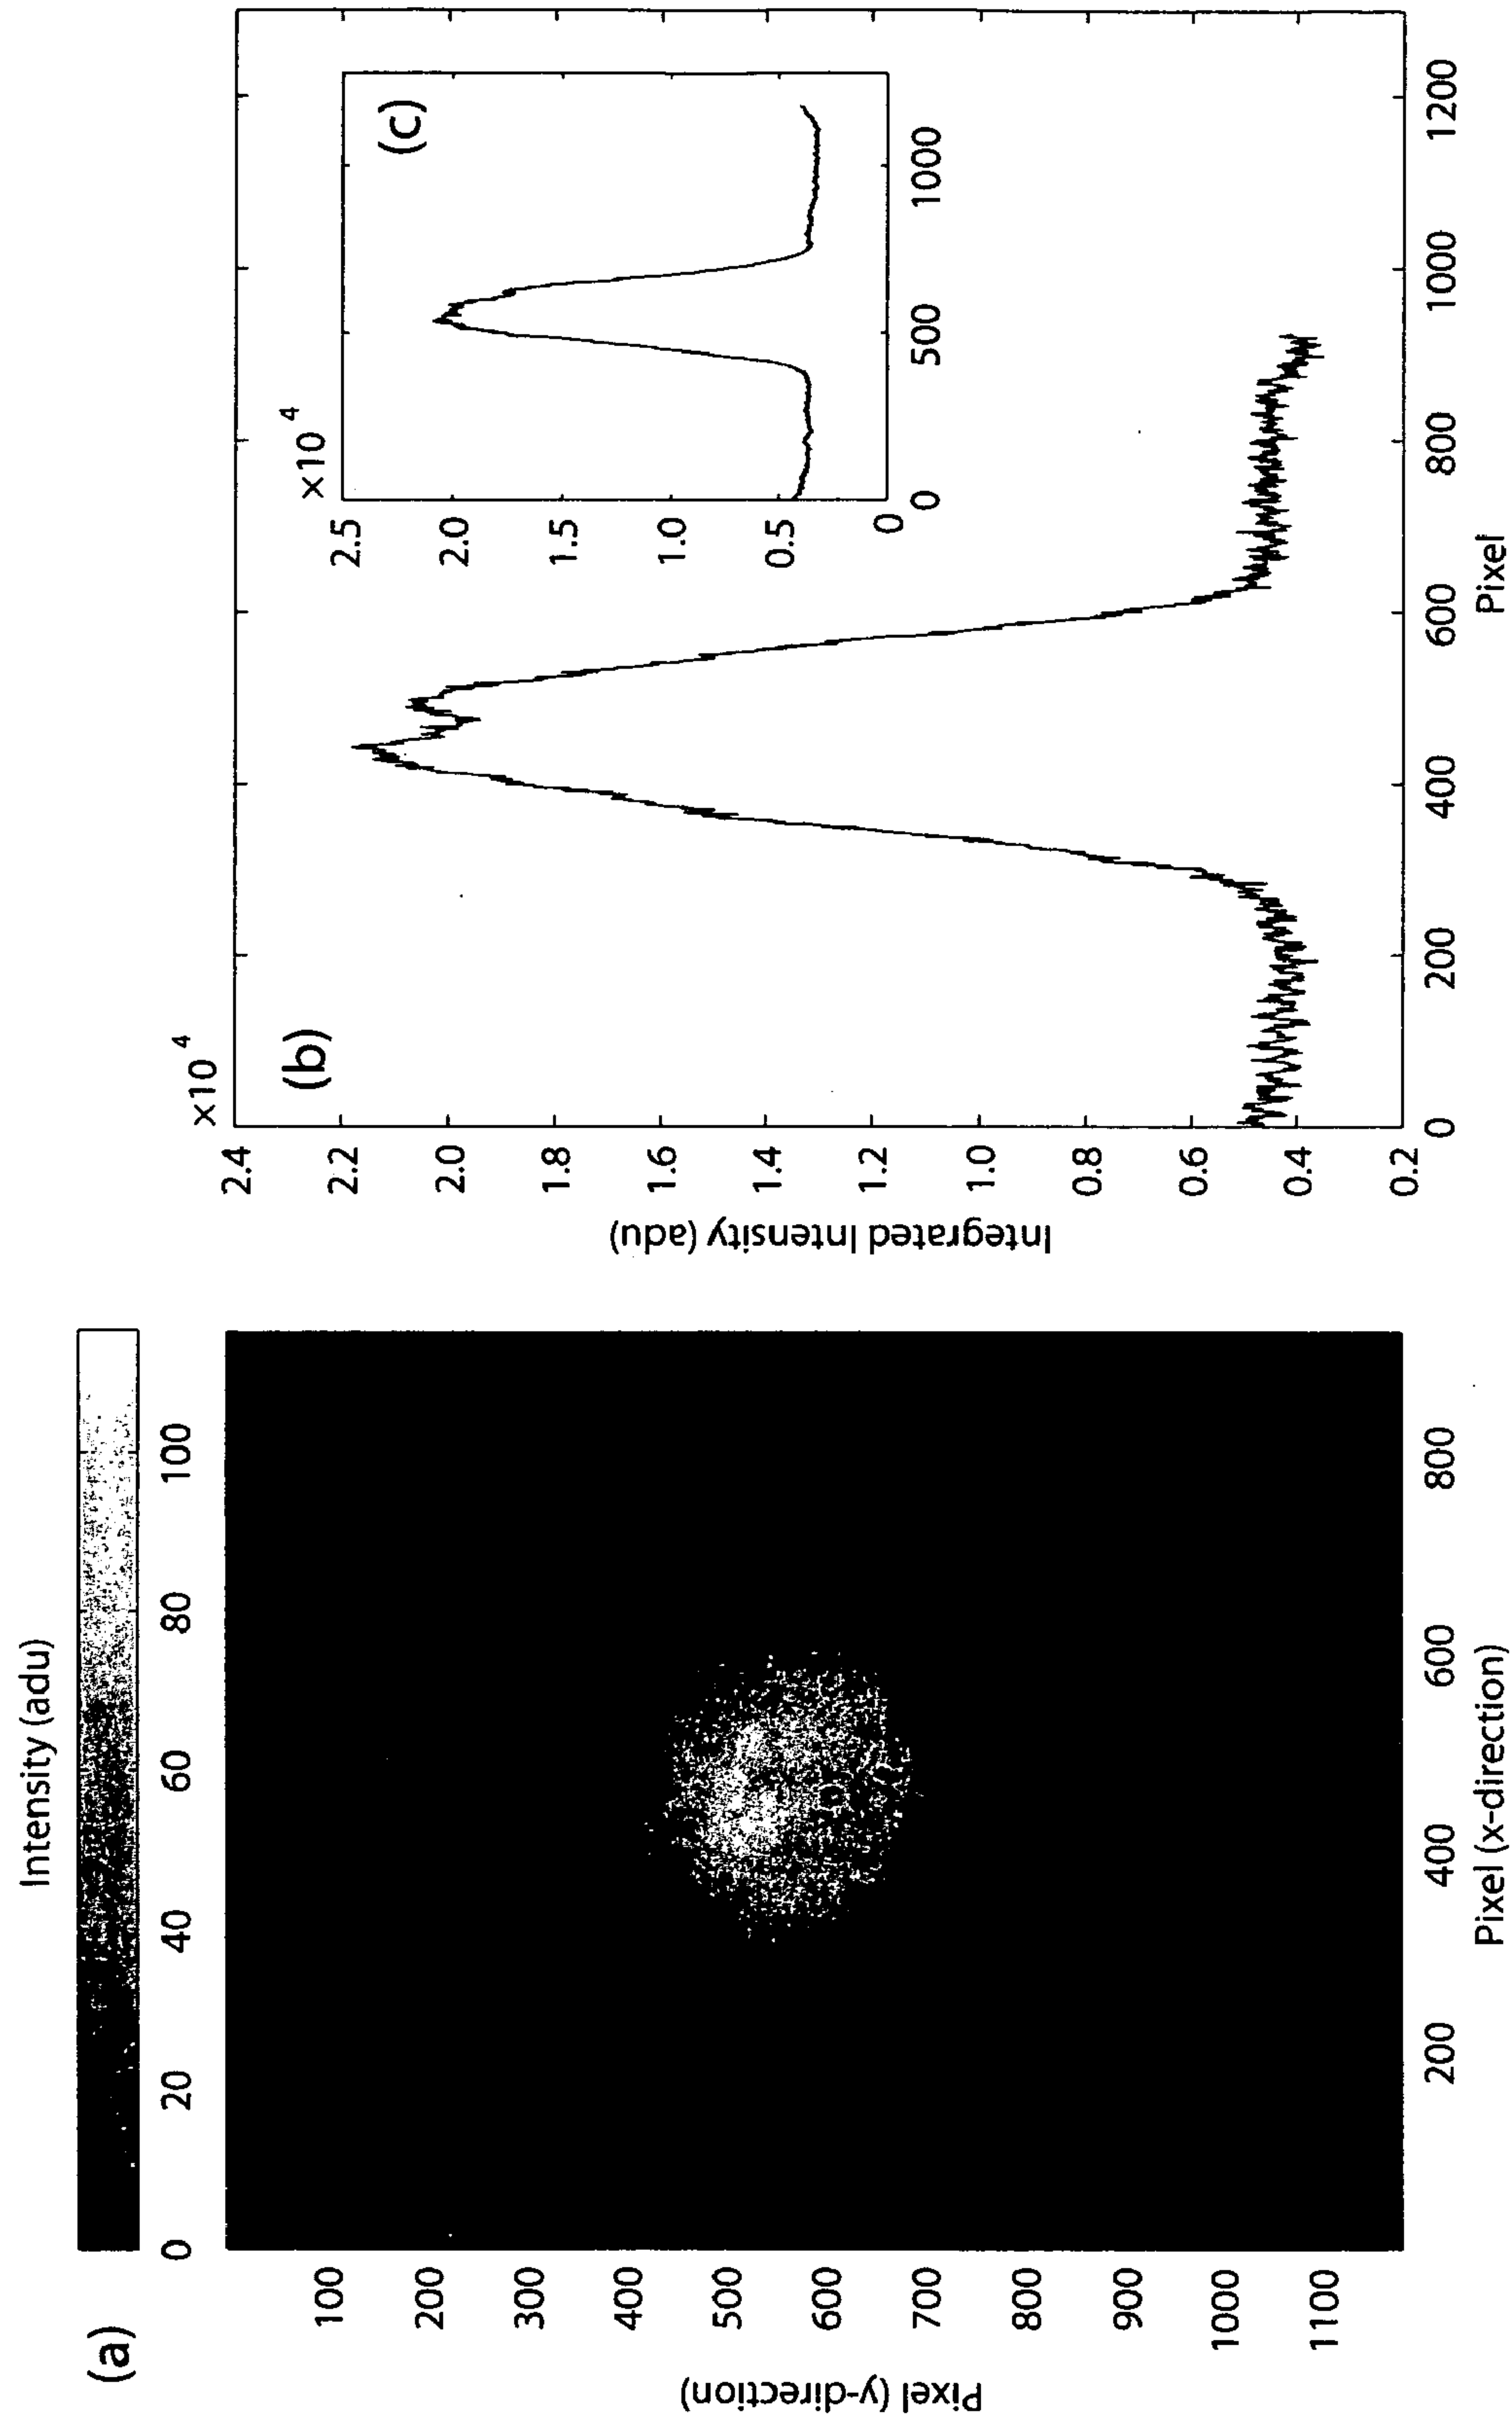 (a)
Intensity (adu)
0 20 40 60 80 100
100
200
300
400
500
600
700
800
900
1000
1100
Pixel (y-direction)
200 400 600 800
Pixel (x-direction)
(b)
×10 4
2.4
2.2
2.0
1.8
1.6
1.4
1.2
1.0
0.8
0.6
0.4
0.2
Integrated Intensity (adu)
0 200 400 600 800 1000 1200
Pixel
(c)
×10 4
2.5
2.0
1.5
1.0
0.5
0
0 500 1000